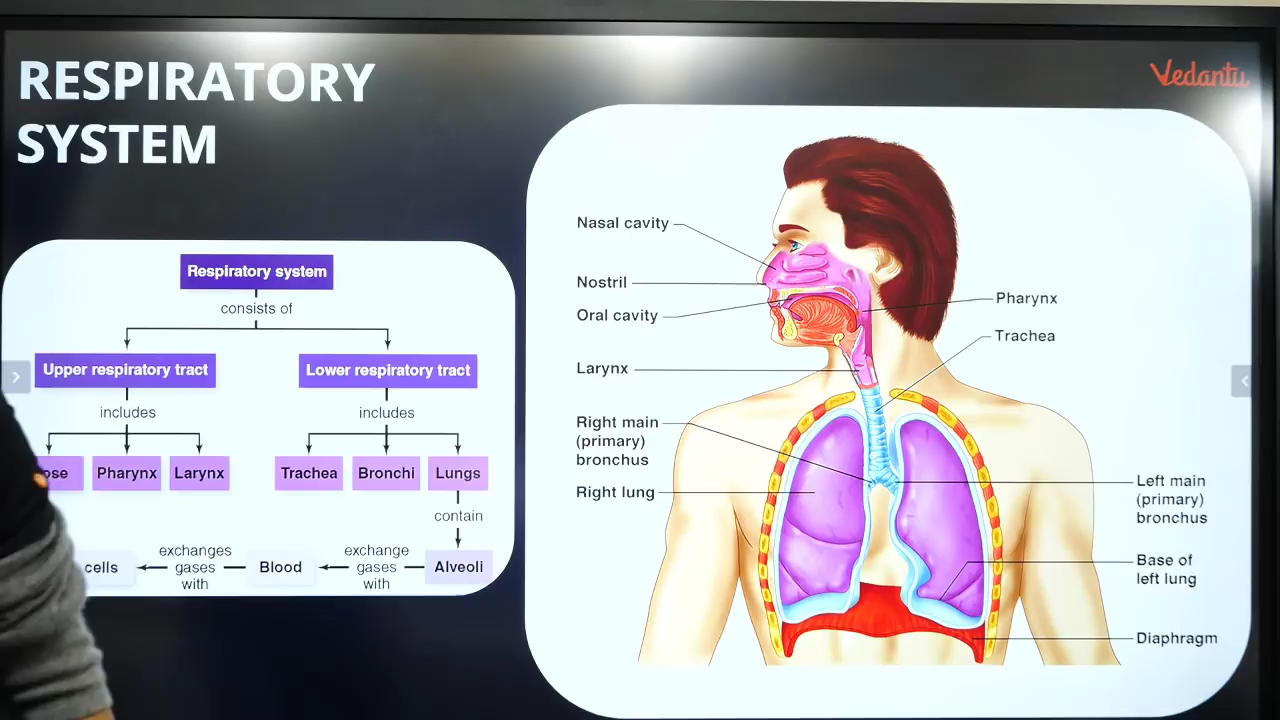 RESPIRATORY
SYSTEM
Vedantu
Respiratory system
consists of
Upper respiratory tract
Lower respiratory tract
includes
includes
ose
Pharynx
Larynx
Trachea
Bronchi
Lungs
contain
cells
exchanges
gases
with
Blood
exchange
gases
with
Alveoli
Nasal cavity
Nostril
Oral cavity
Larynx
Right main
(primary)
bronchus
Right lung
Pharynx
Trachea
Left main
(primary)
bronchus
Base of
left lung
Diaphragm